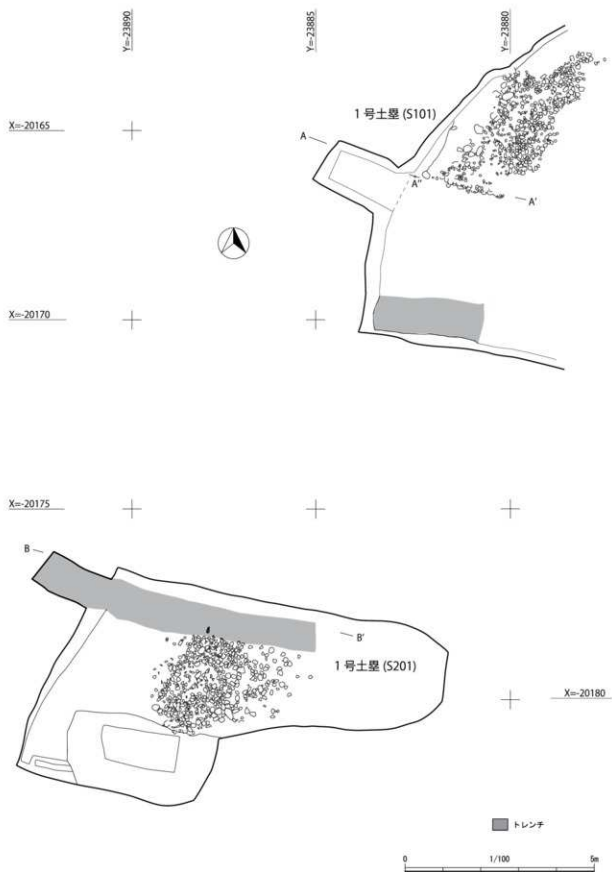 Y=-23890
Y=-23885
Y=-23880
X=-20165
1号土塁 (S101)
A
A''
A'
X=-20170
X=-20175
B
B'
1号土塁 (S201)
X=-20180
トレンチ
0
1/100
5m